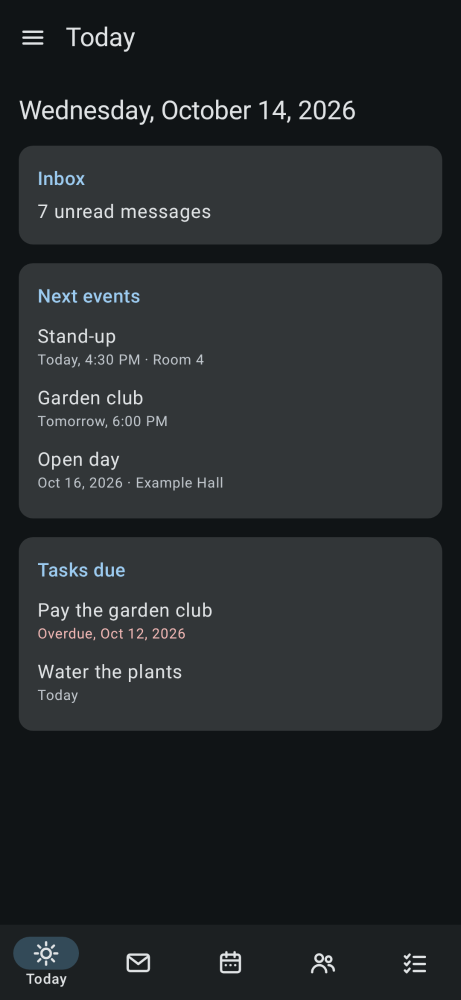 Today
Wednesday, October 14, 2026
Inbox
7 unread messages
Next events
Stand-up
Today, 4:30 PM · Room 4
Garden club
Tomorrow, 6:00 PM
Open day
Oct 16, 2026 · Example Hall
Tasks due
Pay the garden club
Overdue, Oct 12, 2026
Water the plants
Today
Today